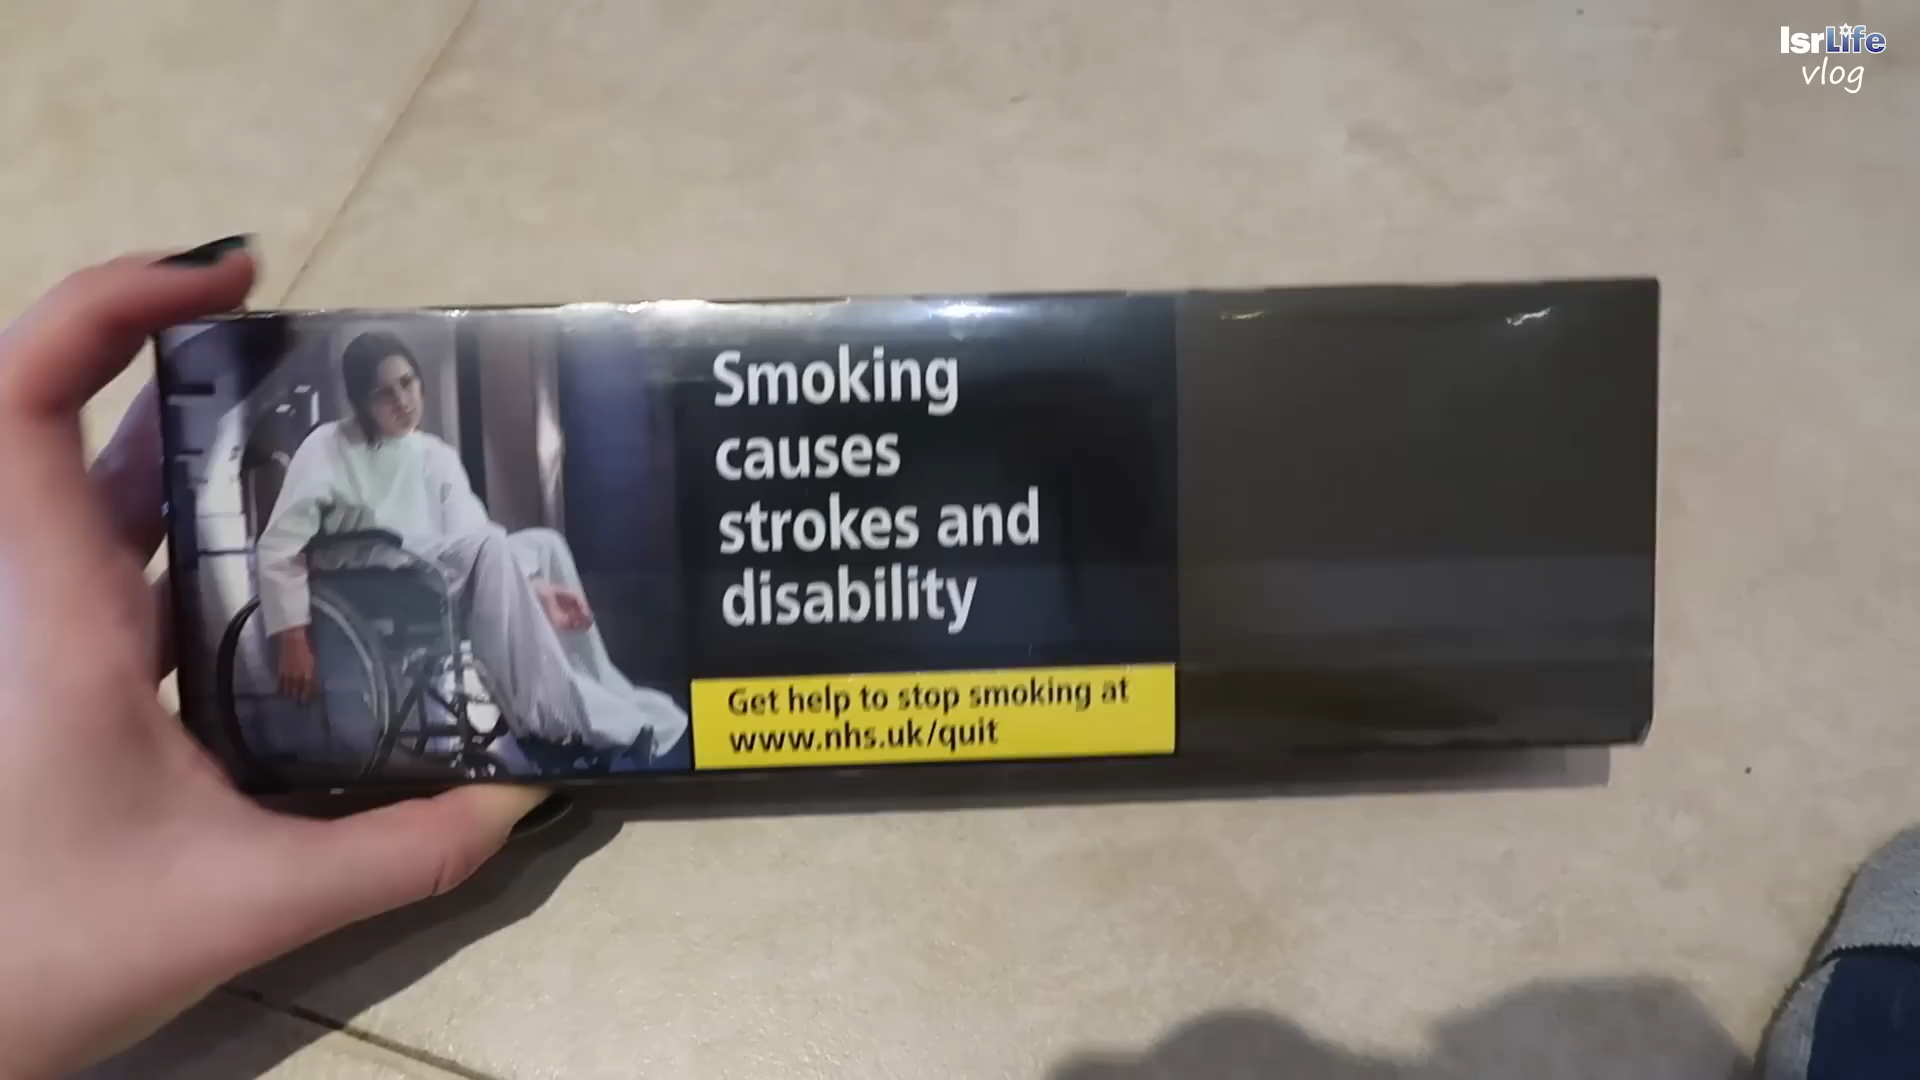 IsrLife
vlog
Smoking
causes
strokes and
disability
Get help to stop smoking at
www.nhs.uk/quit